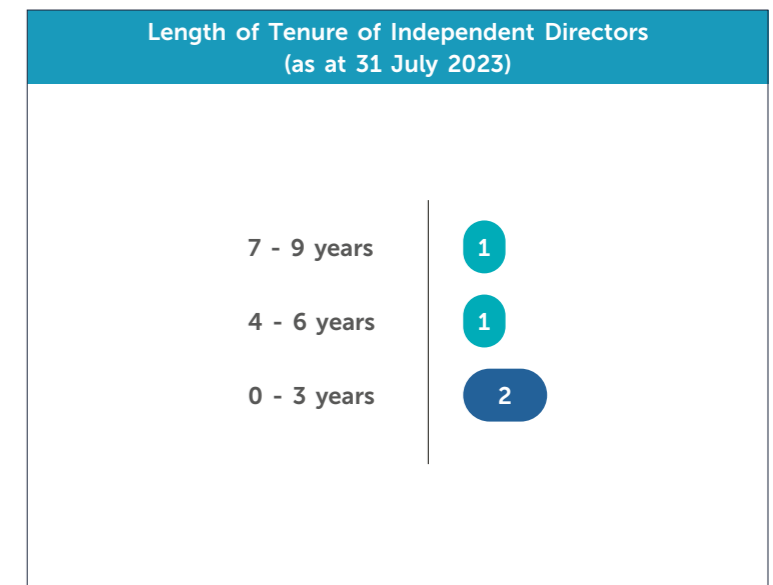 Length of Tenure of Independent Directors
(as at 31 July 2023)
7 - 9 years 1
4 - 6 years 1
0 - 3 years 2